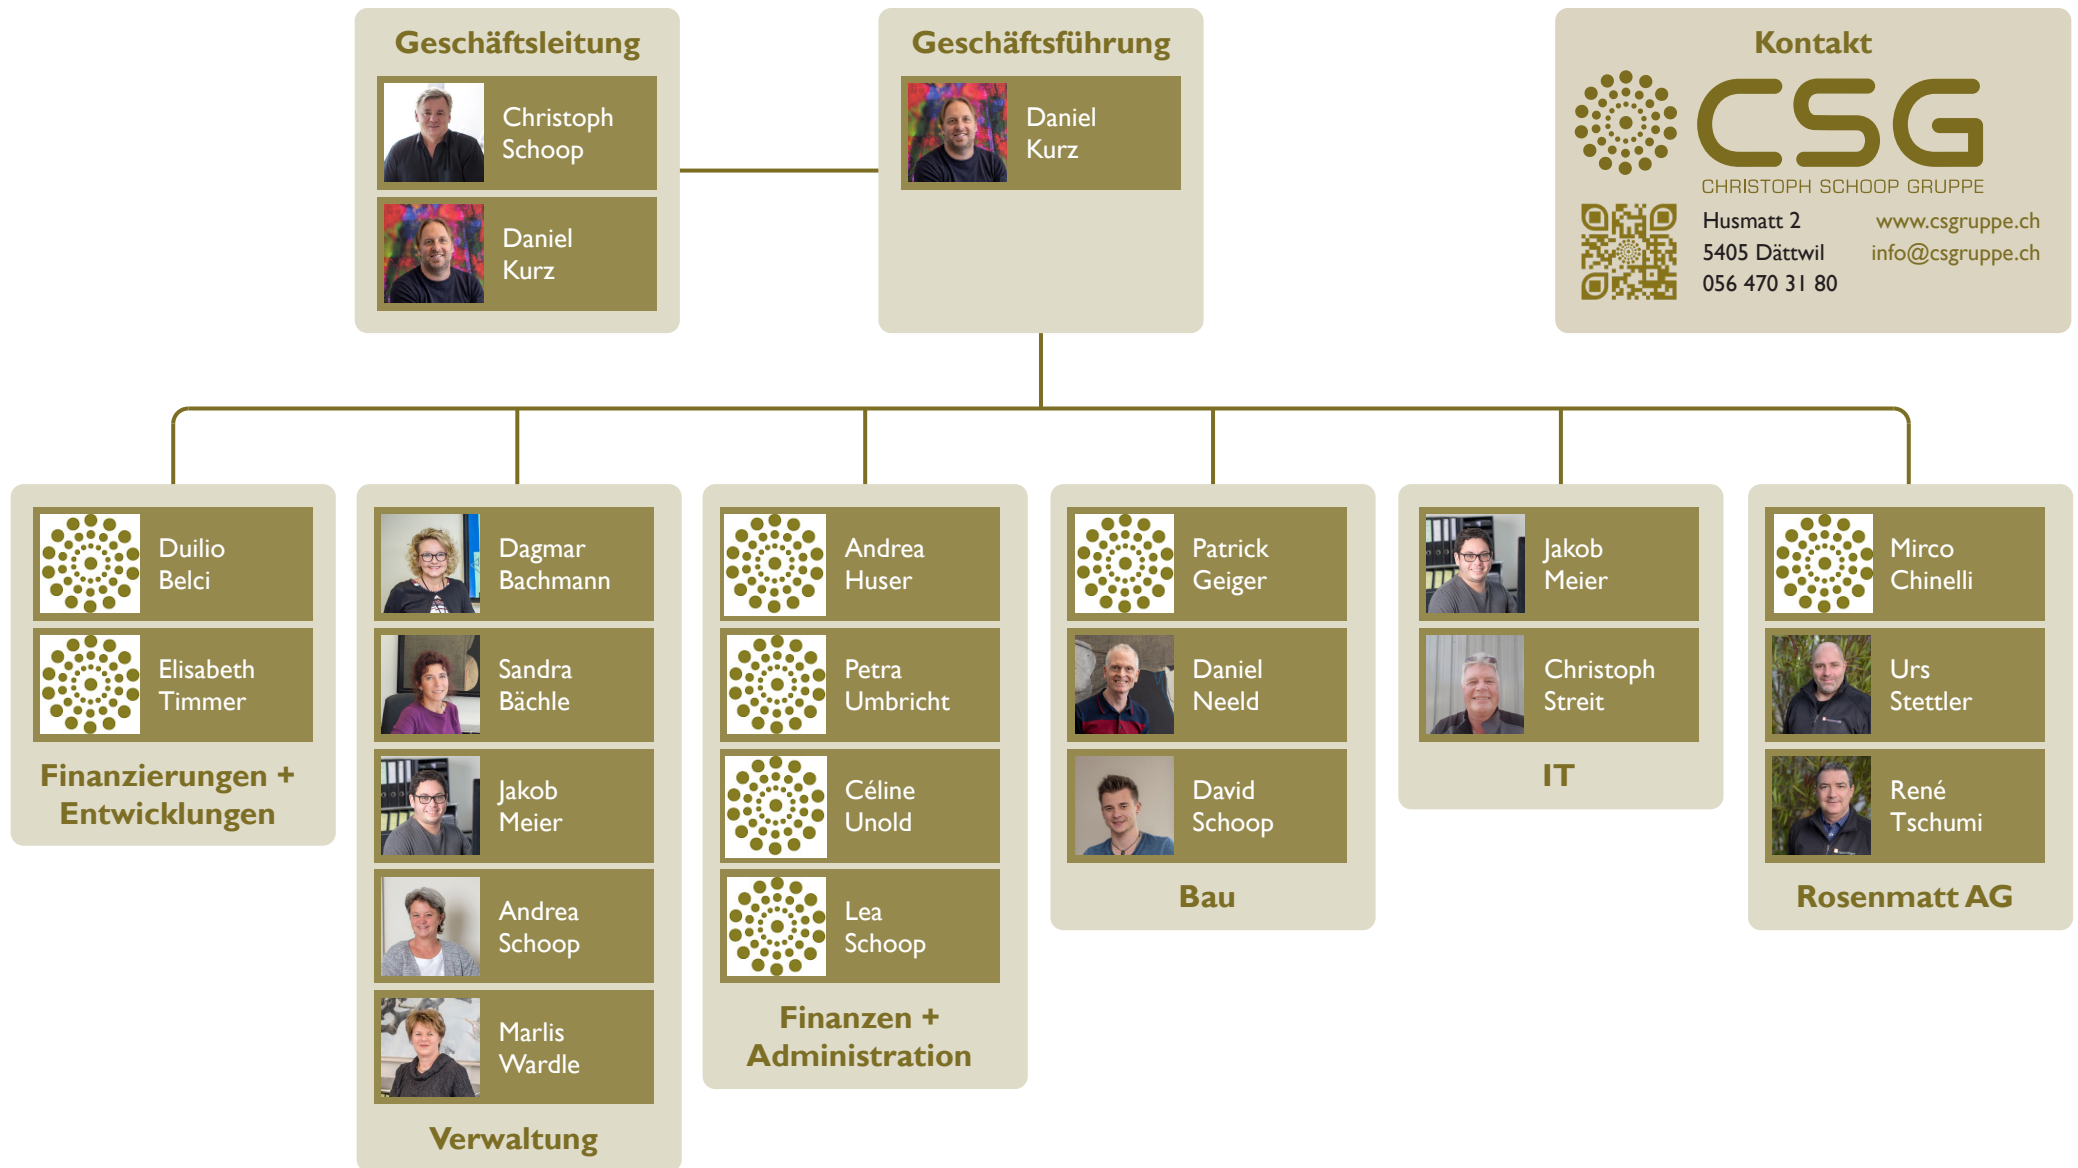 Geschäftsleitung
Christoph
Schoop
Daniel
Kurz
Geschäftsführung
Daniel
Kurz
Kontakt
CSG
CHRISTOPH SCHOOP GRUPPE
Husmatt 2
5405 Dättwil
056 470 31 80
www.csgruppe.ch
info@csgruppe.ch
Duilio
Belci
Elisabeth
Timmer
Finanzierungen +
Entwicklungen
Dagmar
Bachmann
Sandra
Bächle
Jakob
Meier
Andrea
Schoop
Marlis
Wardle
Verwaltung
Andrea
Huser
Petra
Umbricht
Céline
Unold
Lea
Schoop
Finanzen +
Administration
Patrick
Geiger
Daniel
Neeld
David
Schoop
Bau
Jakob
Meier
Christoph
Streit
IT
Mirco
Chinelli
Urs
Stettler
René
Tschumi
Rosenmatt AG